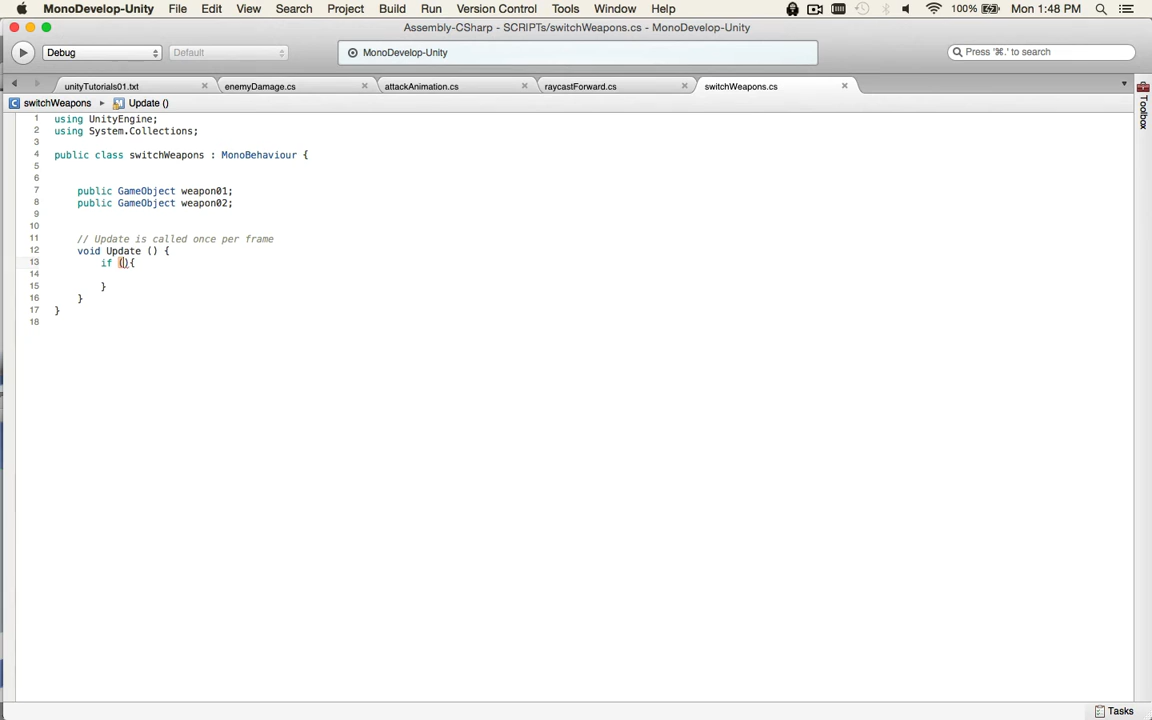 MonoDevelop-Unity File Edit View Search Project Build Run Version Control Tools Window Help 100% Mon 1:48 PM
Assembly-CSharp - SCRIPTs/switchWeapons.cs - MonoDevelop-Unity
Debug Default MonoDevelop-Unity Press '⌘.' to search
unityTutorials01.txt enemyDamage.cs attackAnimation.cs raycastForward.cs switchWeapons.cs
switchWeapons Update ()
Toolbox
1 using UnityEngine;
2 using System.Collections;
3
4 public class switchWeapons : MonoBehaviour {
5
6
7 public GameObject weapon01;
8 public GameObject weapon02;
9
10
11 // Update is called once per frame
12 void Update () {
13 if (){
14
15 }
16 }
17 }
18
Tasks